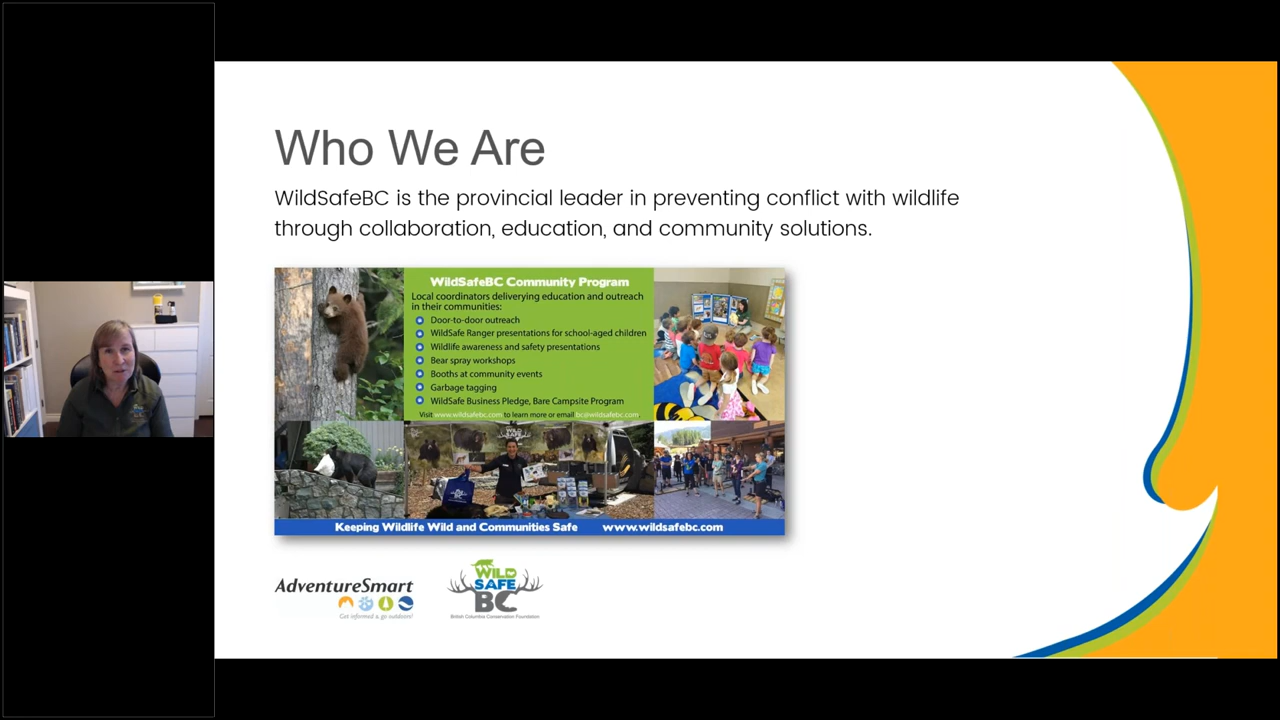 Who We Are
WildSafeBC is the provincial leader in preventing conflict with wildlife
through collaboration, education, and community solutions.
WildSafeBC Community Program
Local coordinators deliverying education and outreach
in their communities:
Door-to-door outreach
WildSafe Ranger presentations for school-aged children
Wildlife awareness and safety presentations
Bear spray workshops
Booths at community events
Garbage tagging
WildSafe Business Pledge, Bare Campsite Program
Visit www.wildsafebc.com to learn more or email bc@wildsafebc.com.
Keeping Wildlife Wild and Communities Safe www.wildsafebc.com
AdventureSmart
Get informed & go outdoors!
WILD
SAFE
BC
British Columbia Conservation Foundation